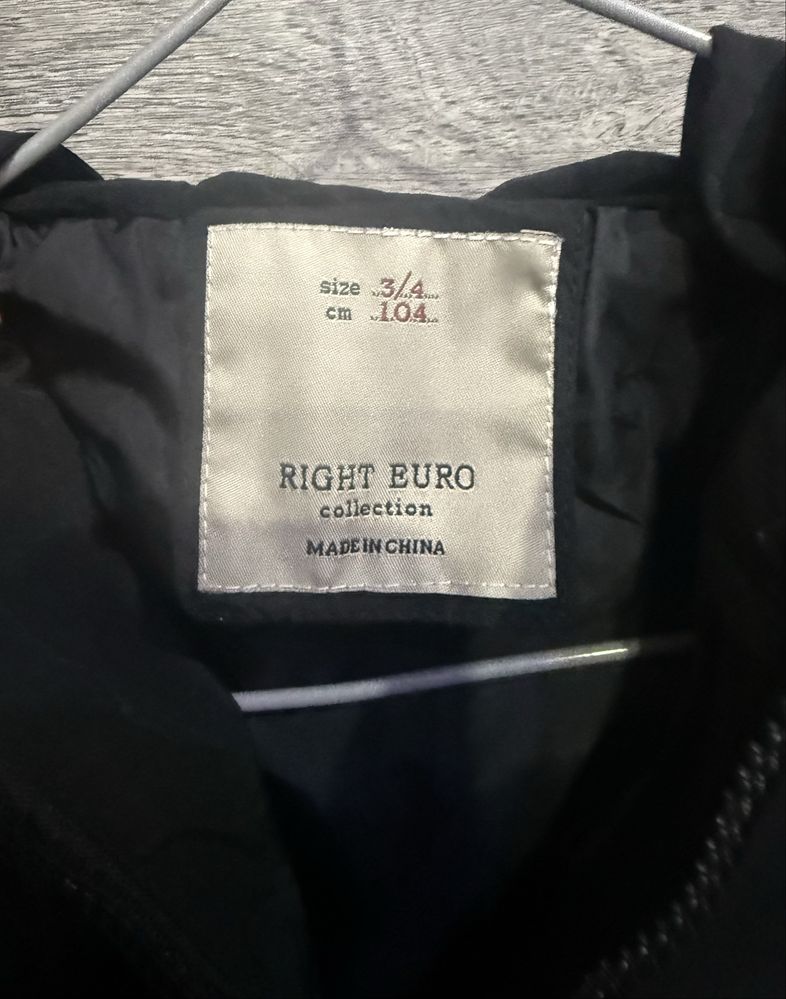 size 3/4
cm 104
RIGHT EURO
collection
MADE IN CHINA